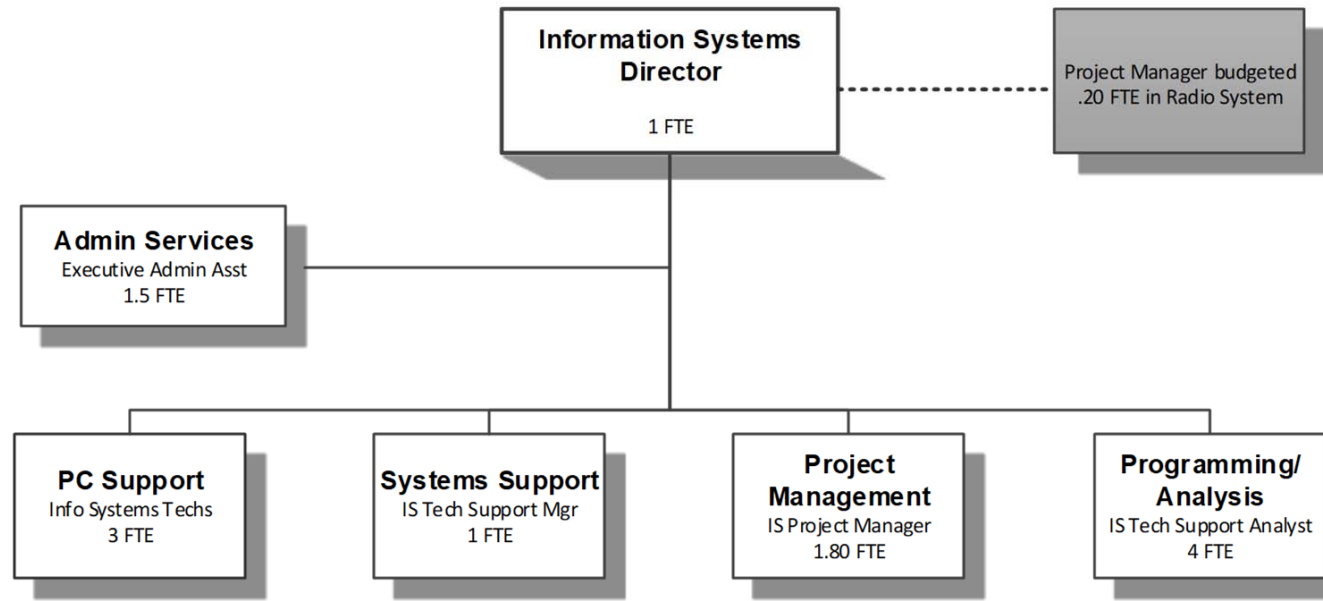 Information Systems
Director
1 FTE
Project Manager budgeted
.20 FTE in Radio System
Admin Services
Executive Admin Asst
1.5 FTE
PC Support
Info Systems Techs
3 FTE
Systems Support
IS Tech Support Mgr
1 FTE
Project
Management
IS Project Manager
1.80 FTE
Programming/
Analysis
IS Tech Support Analyst
4 FTE